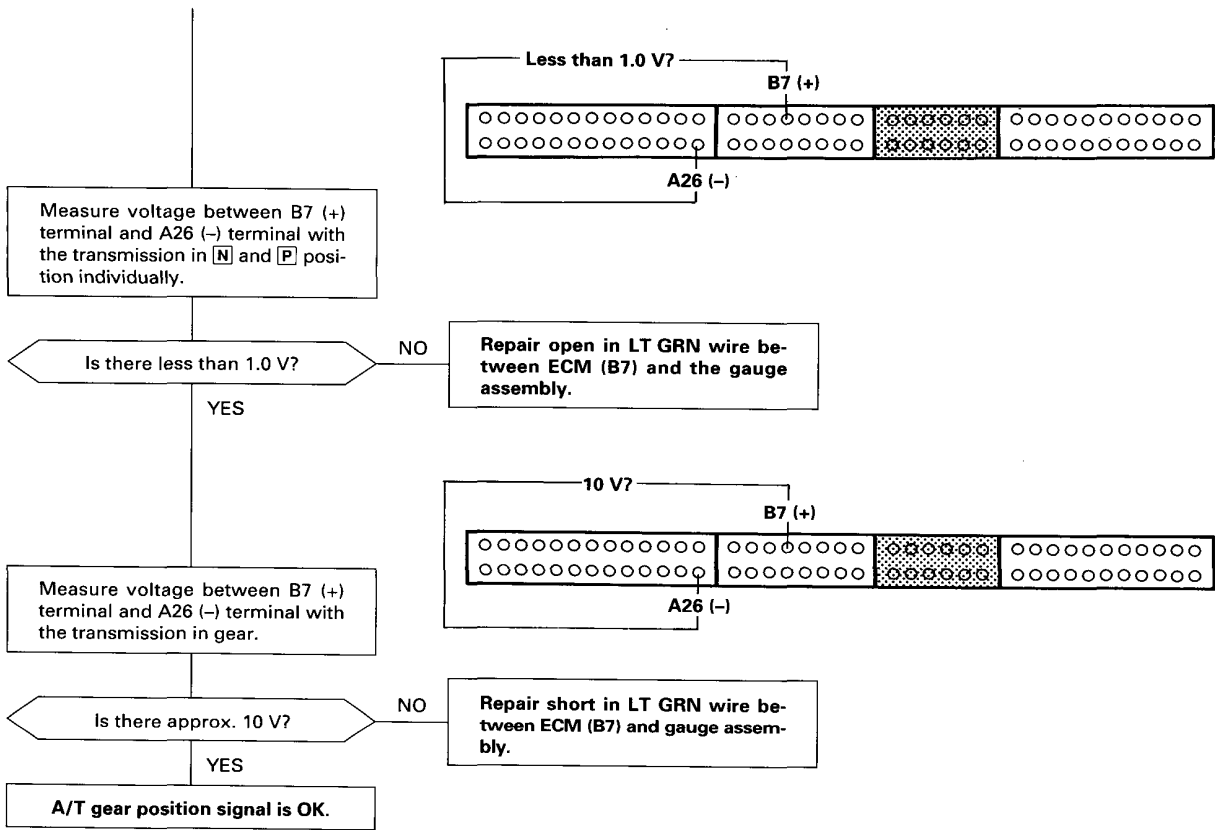 Less than 1.0 V?
B7 (+)
A26 (–)
Measure voltage between B7 (+)
terminal and A26 (–) terminal with
the transmission in N and P posi-
tion individually.
Is there less than 1.0 V?
NO
Repair open in LT GRN wire be-
tween ECM (B7) and the gauge
assembly.
YES
10 V?
B7 (+)
A26 (–)
Measure voltage between B7 (+)
terminal and A26 (–) terminal with
the transmission in gear.
Is there approx. 10 V?
NO
Repair short in LT GRN wire be-
tween ECM (B7) and gauge assem-
bly.
YES
A/T gear position signal is OK.